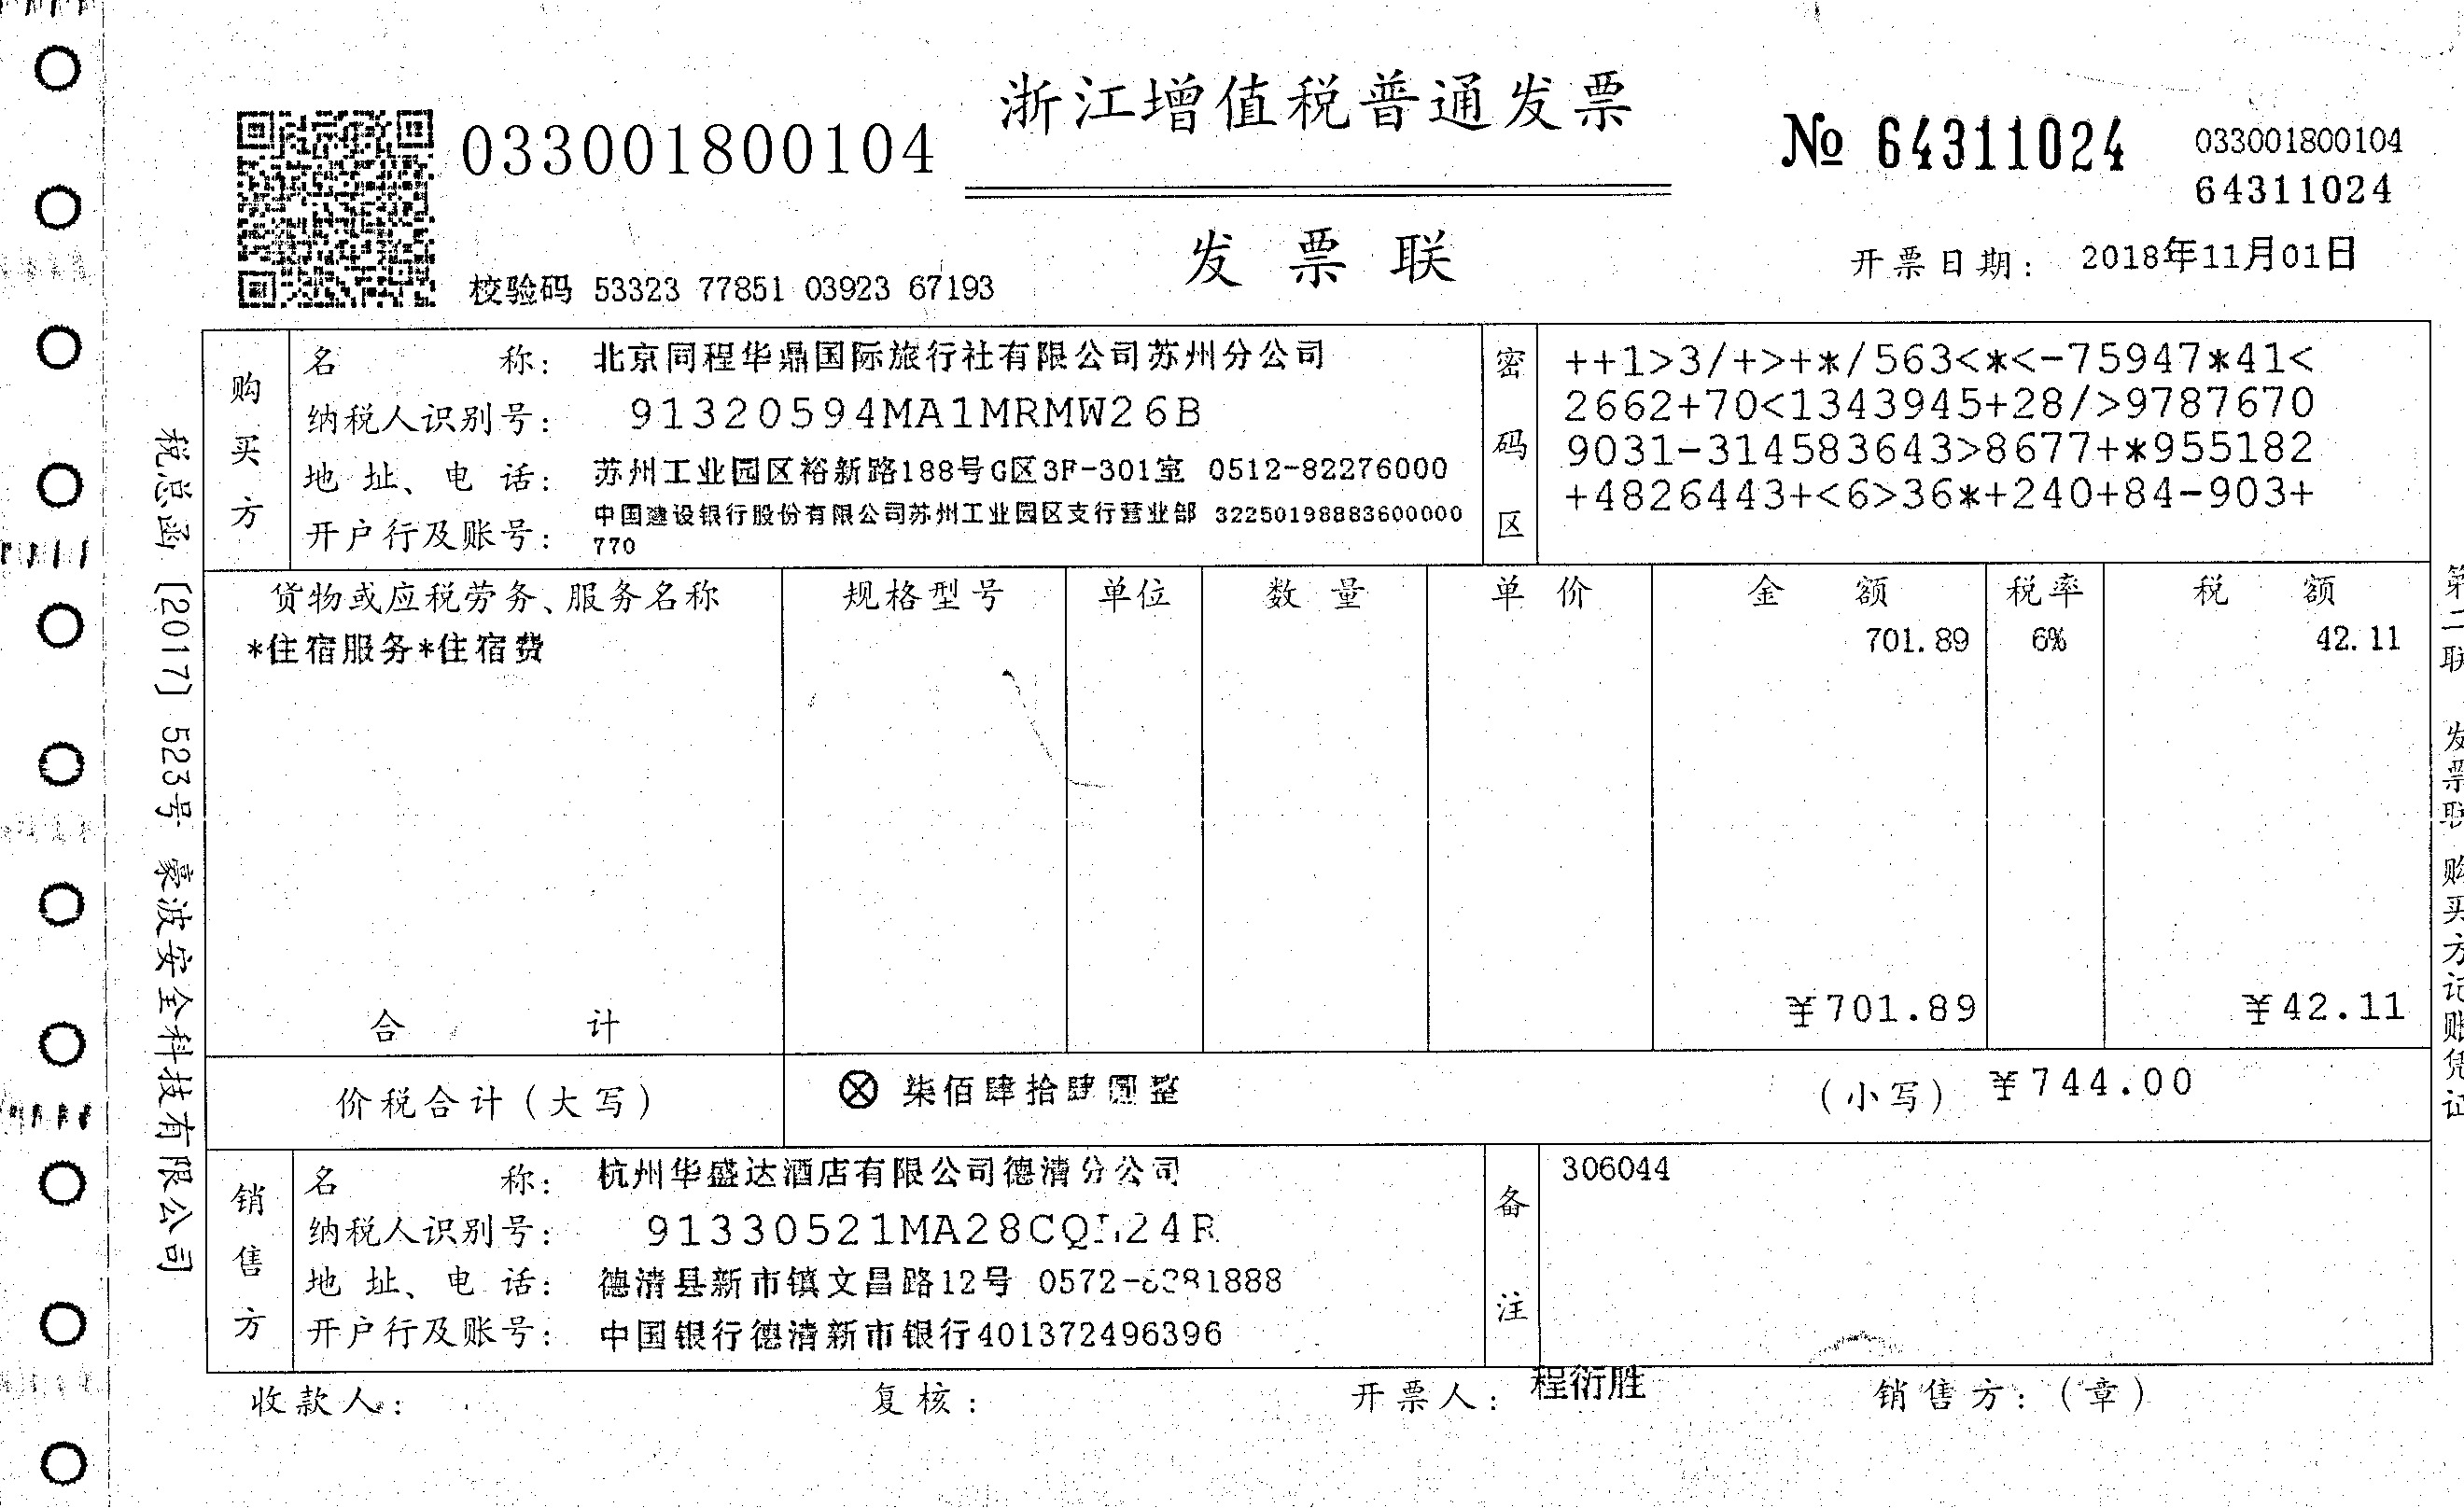 浙江增值税普通发票
033001800104
№ 64311024
033001800104
64311024
发票联
校验码 53323 77851 03923 67193
开票日期： 2018年11月01日
购买方
名称： 北京同程华鼎国际旅行社有限公司苏州分公司
纳税人识别号： 91320594MA1MRMW26B
地址、电话： 苏州工业园区裕新路188号G区3F-301室 0512-82276000
开户行及账号： 中国建设银行股份有限公司苏州工业园区支行营业部 32250198883600000
770
密码区
++1>3/+>+*/563<*<-75947*41<
2662+70<1343945+28/>9787670
9031-314583643>8677+*955182
+4826443+<6>36*+240+84-903+
货物或应税劳务、服务名称 规格型号 单位 数量 单价 金额 税率 税额
*住宿服务*住宿费 701.89 6% 42.11
合计 ￥701.89 ￥42.11
价税合计（大写） ⊗ 柒佰肆拾肆圆整 （小写） ￥744.00
销售方
名称： 杭州华盛达酒店有限公司德清分公司
纳税人识别号：
地址、电话： 德清县新市镇文昌路12号
开户行及账号： 中国银行德清新市银行401372496396
备注
306044
收款人： 复核： 开票人： 程衍胜 销售方：（章）
税总函〔2017〕523号 豪波安全科技有限公司
第二联 发票联 购买方记账凭证